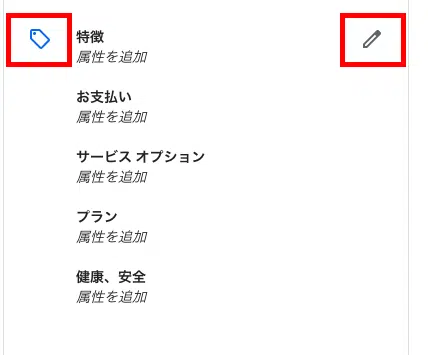 特徴
属性を追加
お支払い
属性を追加
サービス オプション
属性を追加
プラン
属性を追加
健康、安全
属性を追加